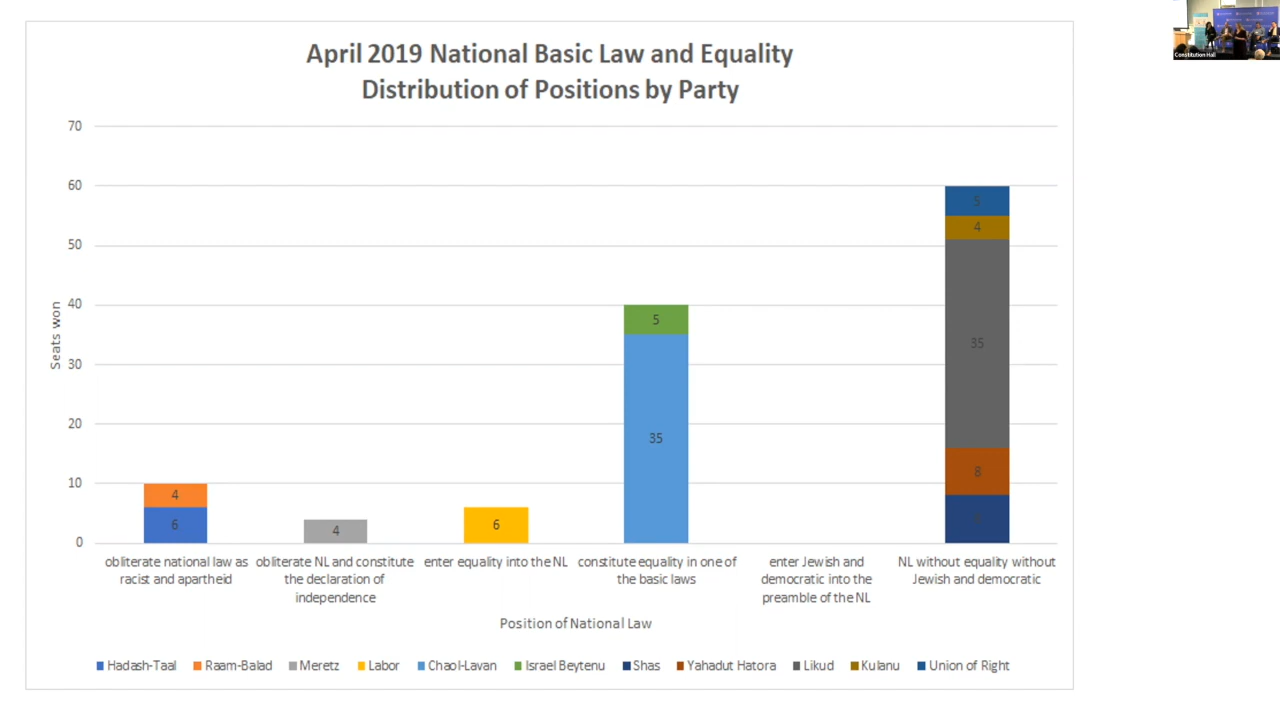 April 2019 National Basic Law and Equality
Distribution of Positions by Party
Constitution Hall
70
60
50
40
30
20
10
0
Seats won
4
6
4
6
5
35
5
4
35
8
obliterate national law as
racist and apartheid
obliterate NL and constitute
the declaration of
independence
enter equality into the NL
constitute equality in one of
the basic laws
enter Jewish and
democratic into the
preamble of the NL
NL without equality without
Jewish and democratic
Position of National Law
Hadash-Taal Raam-Balad Meretz Labor Chaol-Lavan Israel Beytenu Shas Yahadut Hatora Likud Kulanu Union of Right